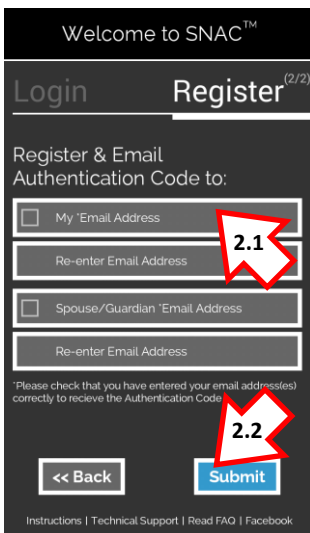 Welcome to SNAC™
Login Register (2/2)
Register & Email
Authentication Code to:
My *Email Address
2.1
Re-enter Email Address
Spouse/Guardian *Email Address
Re-enter Email Address
*Please check that you have entered your email address(es)
correctly to recieve the Authentication Code
2.2
<< Back Submit
Instructions | Technical Support | Read FAQ | Facebook